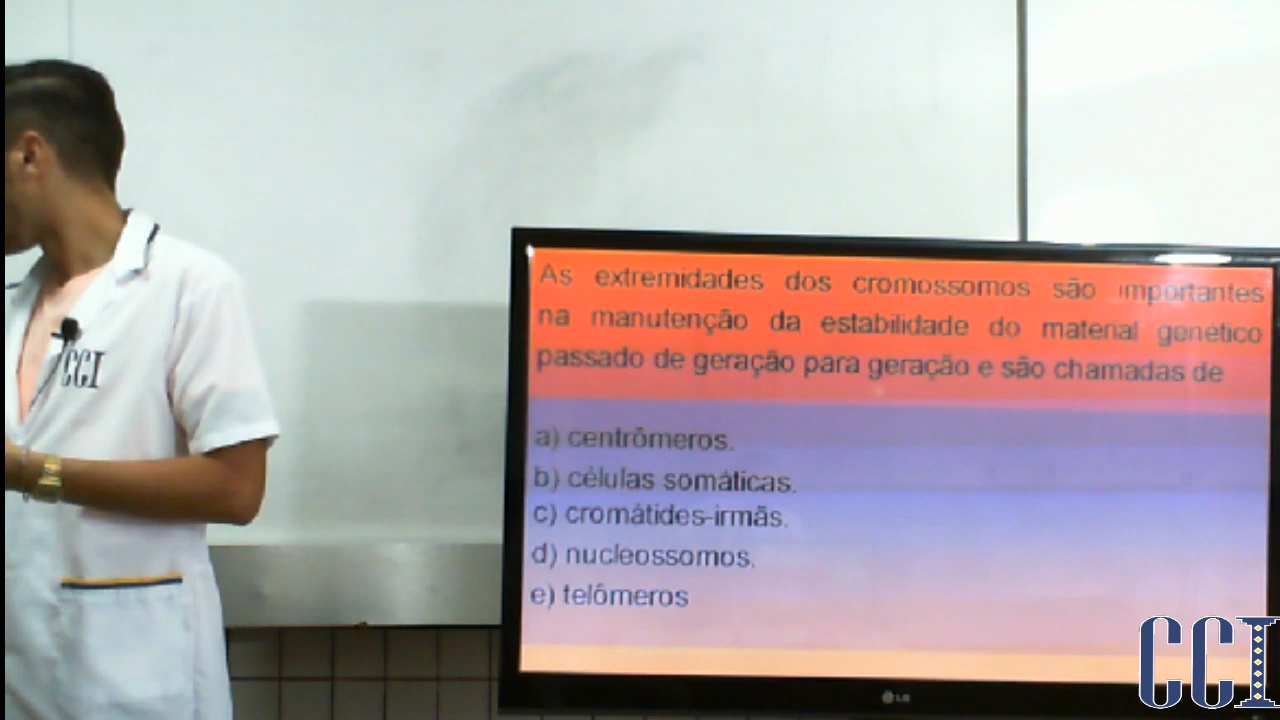 As extremidades dos cromossomos são importantes
na manutenção da estabilidade do material genetico
passado de geração para geração e são chamadas de
a) centrômeros.
b) células somáticas.
c) cromátides-irmãs.
d) nucleossomos.
e) telômeros
CCI
LG
CCI